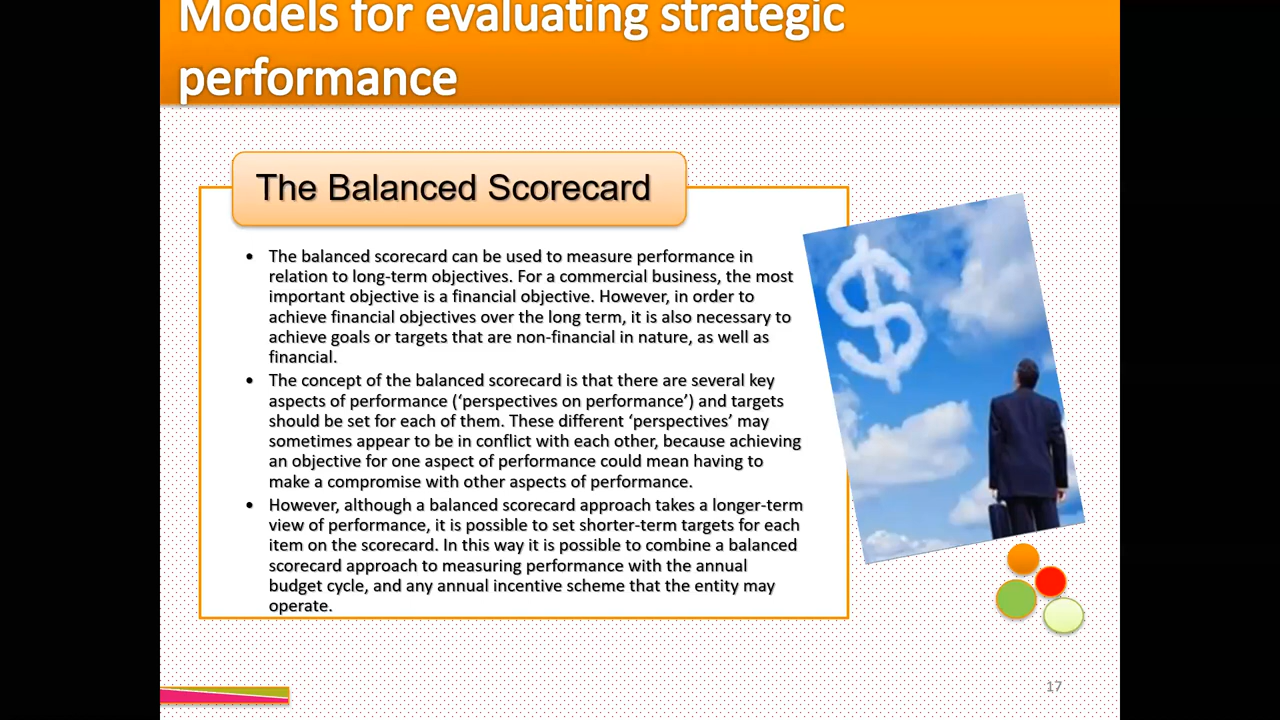 Models for evaluating strategic
performance
The Balanced Scorecard
• The balanced scorecard can be used to measure performance in
relation to long-term objectives. For a commercial business, the most
important objective is a financial objective. However, in order to
achieve financial objectives over the long term, it is also necessary to
achieve goals or targets that are non-financial in nature, as well as
financial.
• The concept of the balanced scorecard is that there are several key
aspects of performance (‘perspectives on performance’) and targets
should be set for each of them. These different ‘perspectives’ may
sometimes appear to be in conflict with each other, because achieving
an objective for one aspect of performance could mean having to
make a compromise with other aspects of performance.
• However, although a balanced scorecard approach takes a longer-term
view of performance, it is possible to set shorter-term targets for each
item on the scorecard. In this way it is possible to combine a balanced
scorecard approach to measuring performance with the annual
budget cycle, and any annual incentive scheme that the entity may
operate.
$
17